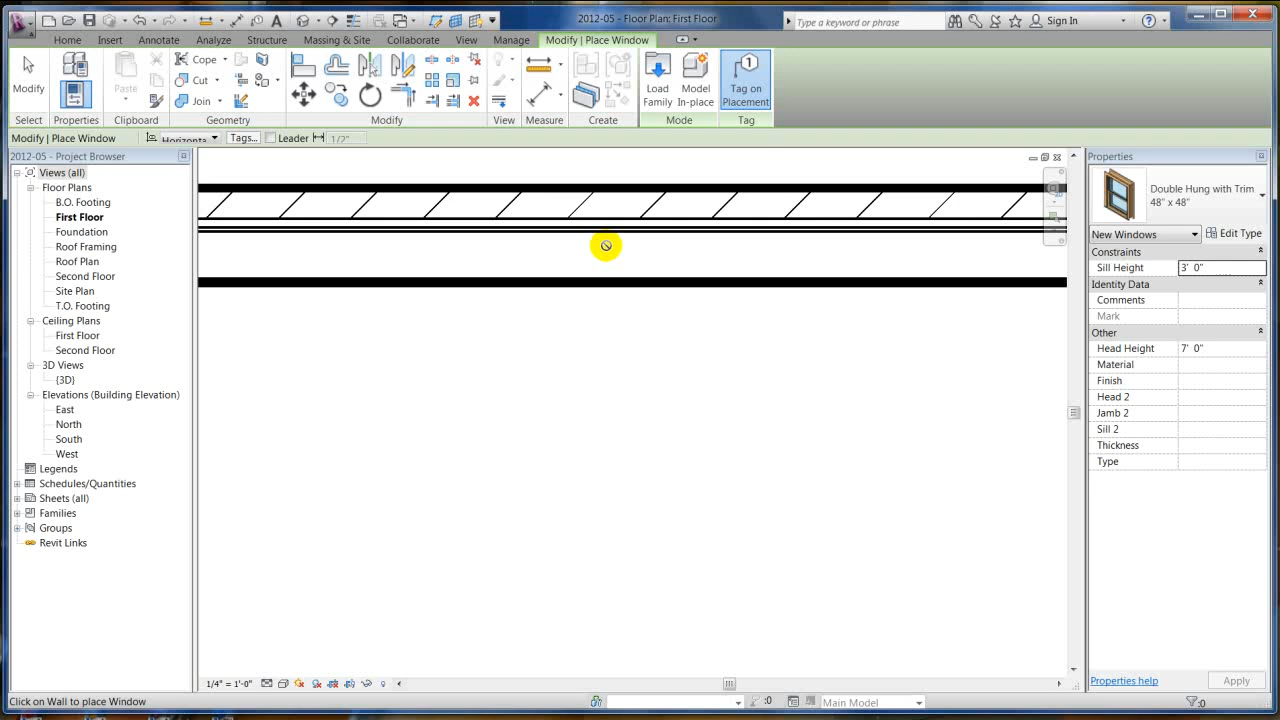 2012-05 - Floor Plan: First Floor
Type a keyword or phrase
Sign In
Home Insert Annotate Analyze Structure Massing & Site Collaborate View Manage Modify | Place Window
Modify
Paste
Cope
Cut
Join
Load Family
Model In-place
Tag on Placement
Select Properties Clipboard Geometry Modify View Measure Create Mode Tag
Modify | Place Window Horizonta Tags... Leader 1/2"
2012-05 - Project Browser
Views (all)
Floor Plans
B.O. Footing
First Floor
Foundation
Roof Framing
Roof Plan
Second Floor
Site Plan
T.O. Footing
Ceiling Plans
First Floor
Second Floor
3D Views
{3D}
Elevations (Building Elevation)
East
North
South
West
Legends
Schedules/Quantities
Sheets (all)
Families
Groups
Revit Links
Properties
Double Hung with Trim
48" x 48"
New Windows Edit Type
Constraints
Sill Height 3' 0"
Identity Data
Comments
Mark
Other
Head Height 7' 0"
Material
Finish
Head 2
Jamb 2
Sill 2
Thickness
Type
Properties help Apply
1/4" = 1'-0"
Click on Wall to place Window :0 Main Model :0